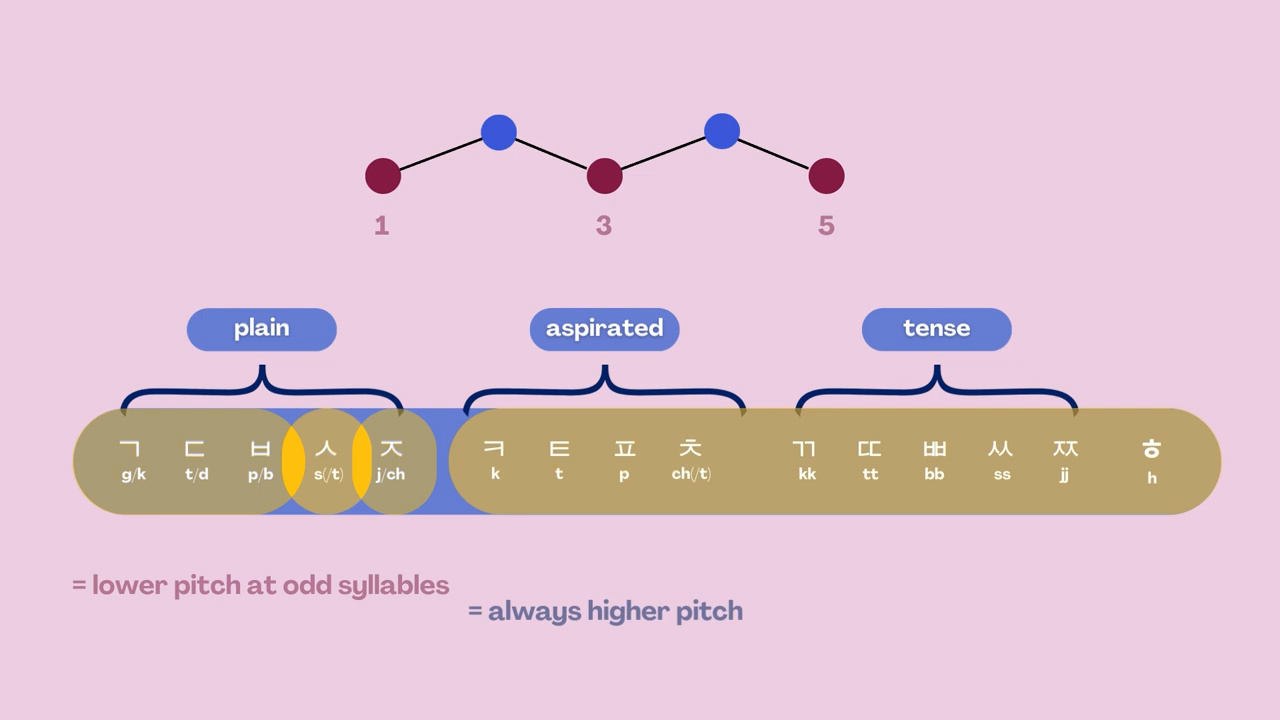 1 3 5
plain aspirated tense
ㄱ ㄷ ㅂ ㅅ ㅈ ㅋ ㅌ ㅍ ㅊ ㄲ ㄸ ㅃ ㅆ ㅉ ㅎ
g/k t/d p/b s(/t) j/ch k t p ch(/t) kk tt bb ss jj h
= lower pitch at odd syllables
= always higher pitch